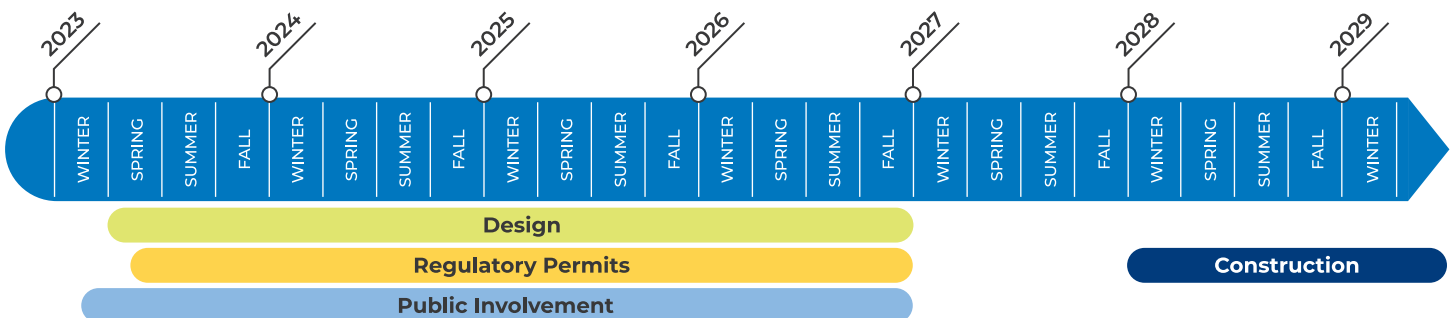 2023 2024 2025 2026 2027 2028 2029
WINTER SPRING SUMMER FALL WINTER SPRING SUMMER FALL WINTER SPRING SUMMER FALL WINTER SPRING SUMMER FALL WINTER SPRING SUMMER FALL WINTER SPRING SUMMER FALL WINTER
Design
Regulatory Permits
Construction
Public Involvement